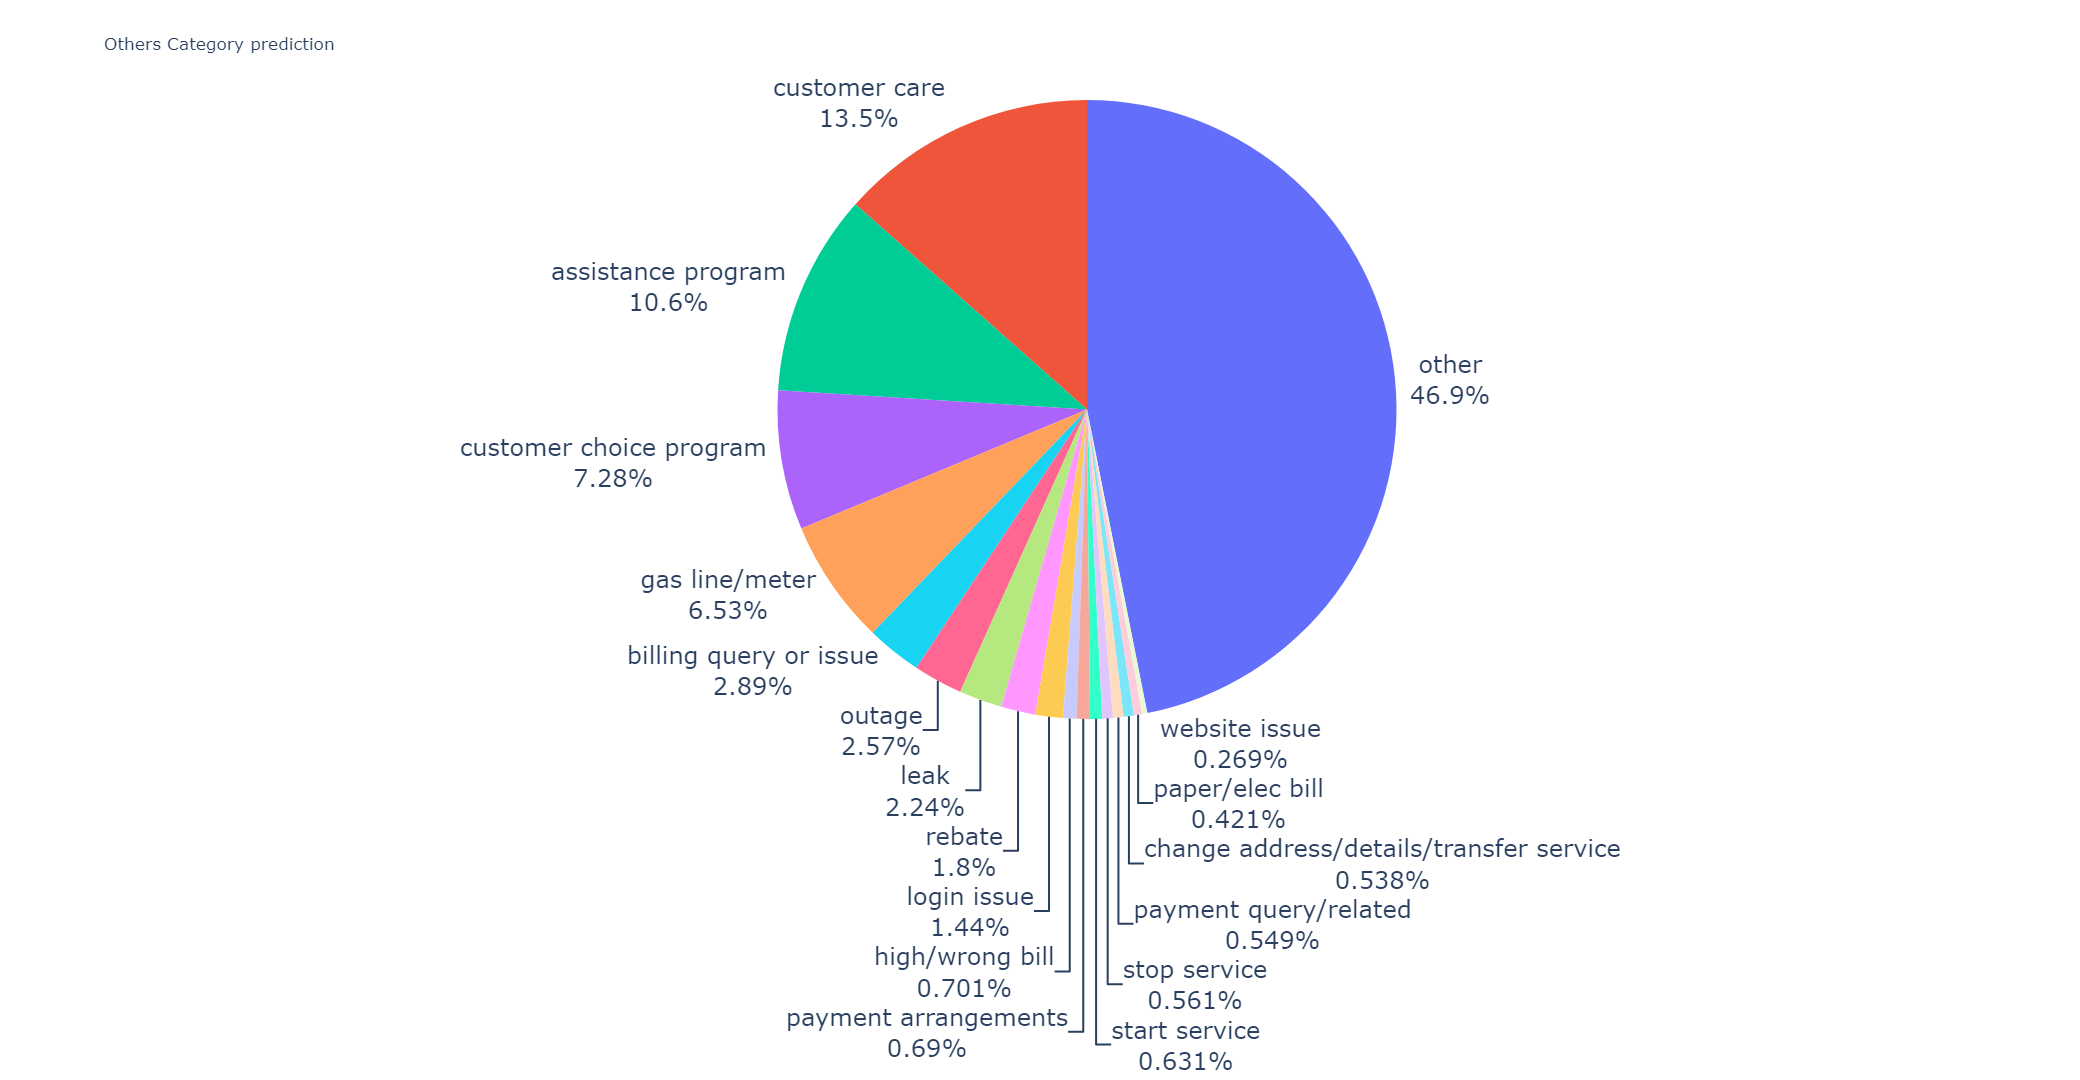 Others Category prediction
customer care
13.5%
assistance program
10.6%
customer choice program
7.28%
gas line/meter
6.53%
billing query or issue
2.89%
outage
2.57%
leak
2.24%
rebate
1.8%
login issue
1.44%
high/wrong bill
0.701%
payment arrangements
0.69%
other
46.9%
website issue
0.269%
paper/elec bill
0.421%
change address/details/transfer service
0.538%
payment query/related
0.549%
stop service
0.561%
start service
0.631%